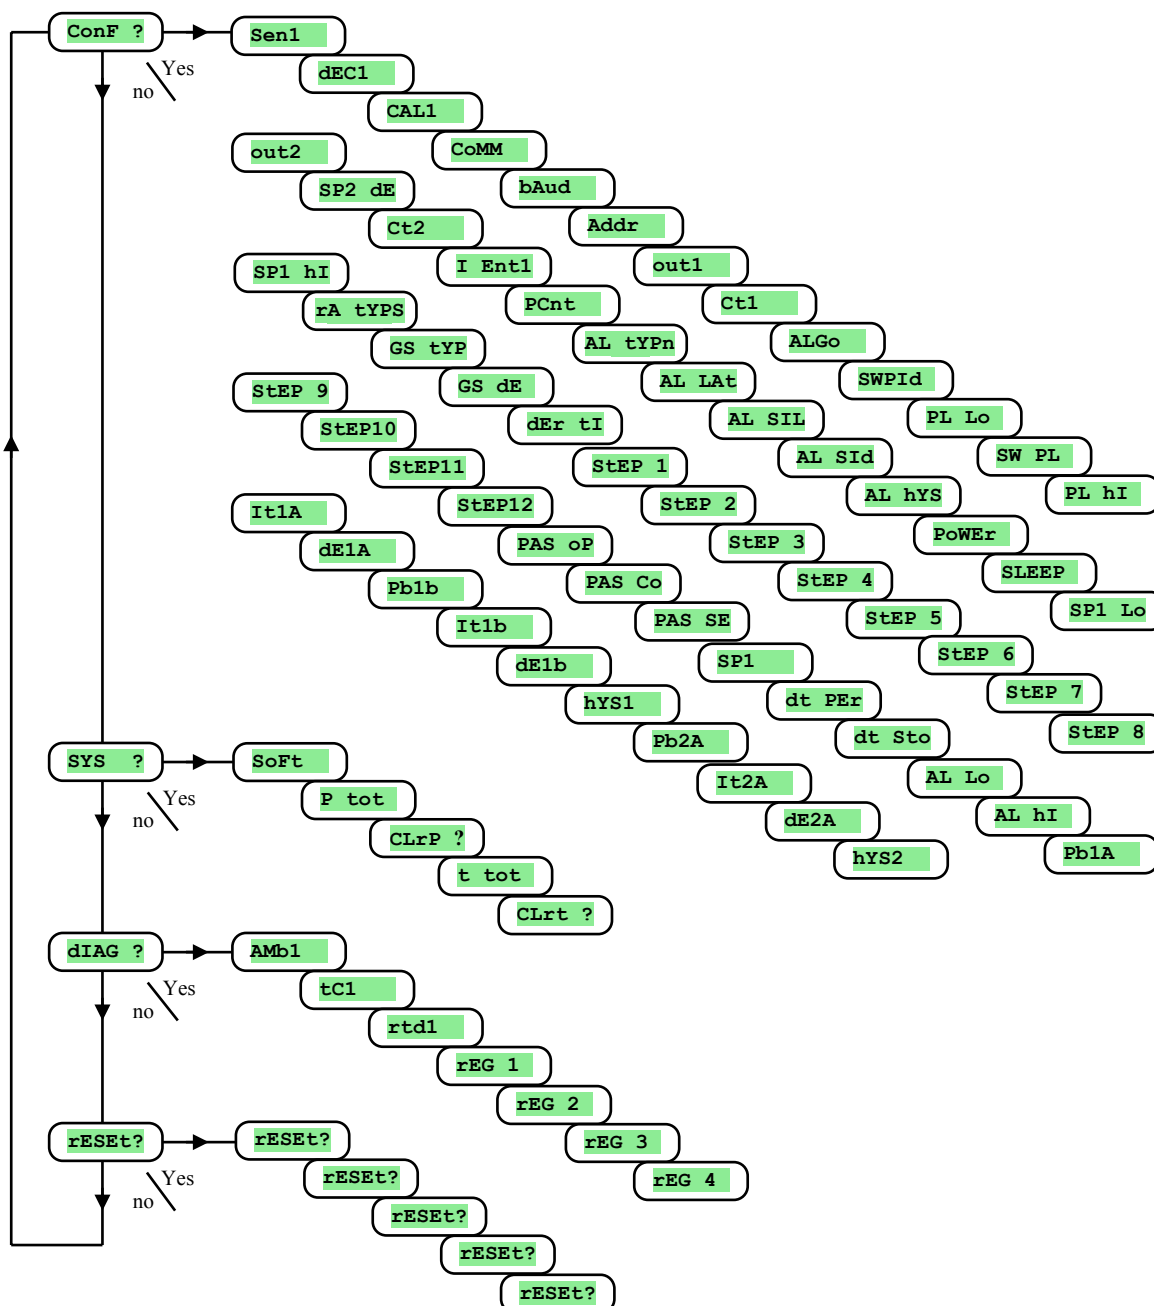 ConF ?
Yes
no
Sen1
dEC1
CAL1
CoMM
bAud
Addr
out1
Ct1
ALGo
SWPId
PL Lo
SW PL
PL hI
out2
SP2 dE
Ct2
I Ent1
PCnt
AL tYPn
AL LAt
AL SIL
AL SId
AL hYS
PoWEr
SLEEP
SP1 Lo
SP1 hI
rA tYPS
GS tYP
GS dE
dEr tI
StEP 1
StEP 2
StEP 3
StEP 4
StEP 5
StEP 6
StEP 7
StEP 8
StEP 9
StEP10
StEP11
StEP12
PAS oP
PAS Co
PAS SE
SP1
dt PEr
dt Sto
AL Lo
AL hI
Pb1A
It1A
dE1A
Pb1b
It1b
dE1b
hYS1
Pb2A
It2A
dE2A
hYS2
SYS ?
Yes
no
SoFt
P tot
CLrP ?
t tot
CLrt ?
dIAG ?
Yes
no
AMb1
tC1
rtd1
rEG 1
rEG 2
rEG 3
rEG 4
rESEt?
Yes
no
rESEt?
rESEt?
rESEt?
rESEt?
rESEt?